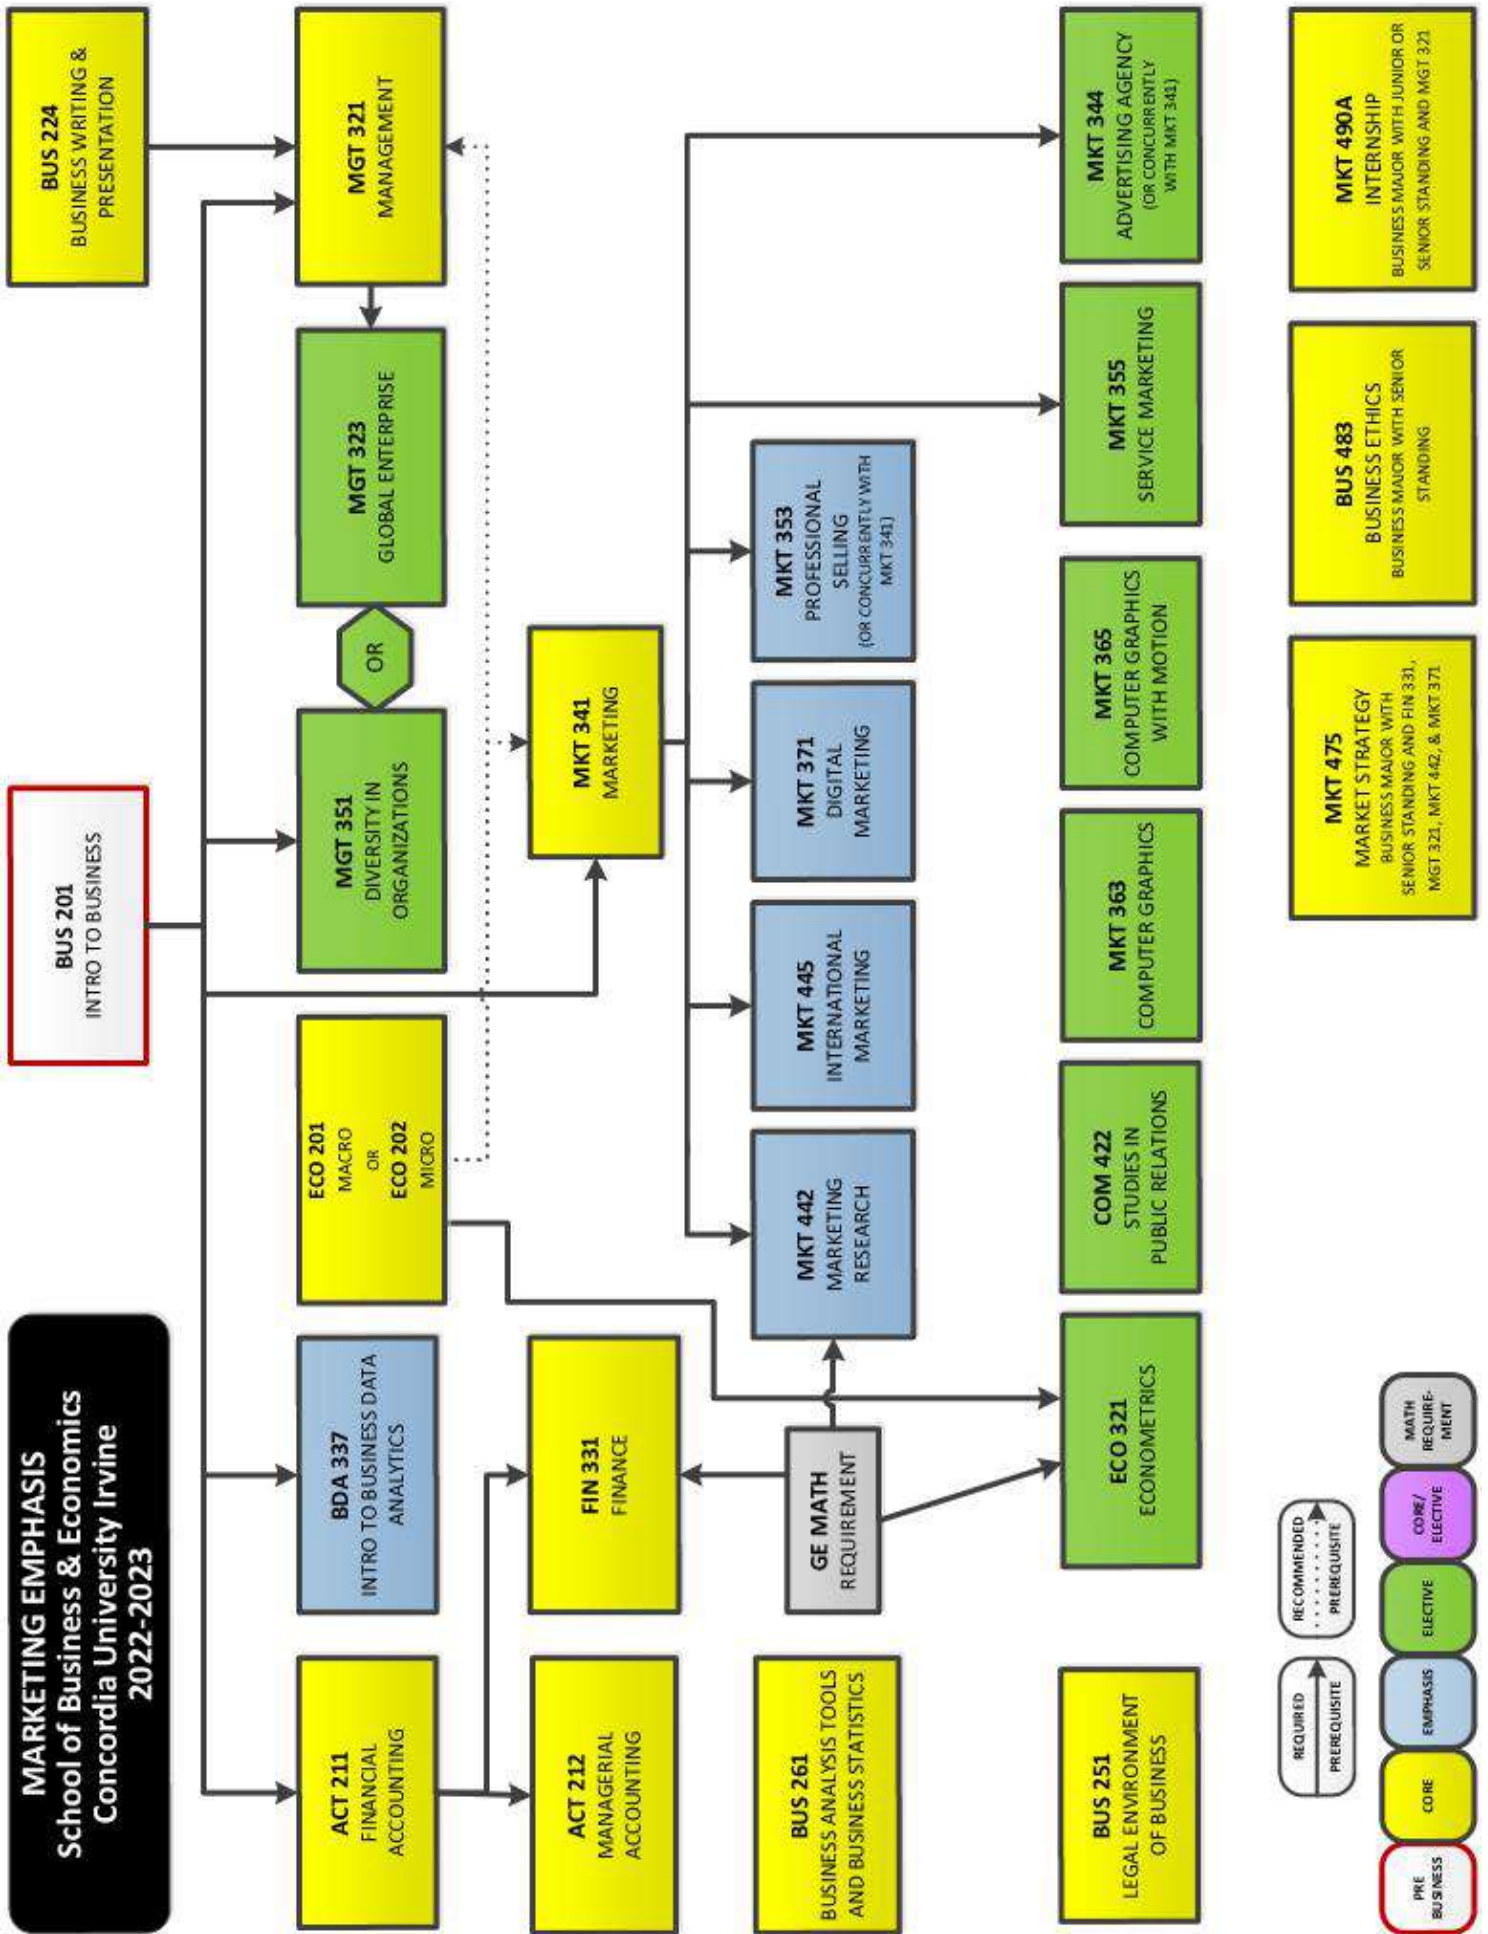 MARKETING EMPHASIS
School of Business & Economics
Concordia University Irvine
2022-2023
BUS 201
INTRO TO BUSINESS
BUS 224
BUSINESS WRITING &
PRESENTATION
ACT 211
FINANCIAL
ACCOUNTING
BDA 337
INTRO TO BUSINESS DATA
ANALYTICS
ECO 201
MACRO
OR
ECO 202
MICRO
MGT 351
DIVERSITY IN
ORGANIZATIONS
OR
MGT 323
GLOBAL ENTERPRISE
MGT 321
MANAGEMENT
ACT 212
MANAGERIAL
ACCOUNTING
FIN 331
FINANCE
MKT 341
MARKETING
BUS 261
BUSINESS ANALYSIS TOOLS
AND BUSINESS STATISTICS
GE MATH
REQUIREMENT
MKT 442
MARKETING
RESEARCH
MKT 445
INTERNATIONAL
MARKETING
MKT 371
DIGITAL
MARKETING
MKT 353
PROFESSIONAL
SELLING
(OR CONCURRENTLY WITH
MKT 341)
BUS 251
LEGAL ENVIRONMENT
OF BUSINESS
ECO 321
ECONOMETRICS
COM 422
STUDIES IN
PUBLIC RELATIONS
MKT 363
COMPUTER GRAPHICS
MKT 365
COMPUTER GRAPHICS
WITH MOTION
MKT 355
SERVICE MARKETING
MKT 344
ADVERTISING AGENCY
(OR CONCURRENTLY
WITH MKT 341)
REQUIRED
PREREQUISITE
RECOMMENDED
PREREQUISITE
PRE
BUSINESS
CORE
EMPHASIS
ELECTIVE
CORE/
ELECTIVE
MATH
REQUIRE-
MENT
MKT 475
MARKET STRATEGY
BUSINESS MAJOR WITH
SENIOR STANDING AND FIN 331,
MGT 321, MKT 442, & MKT 371
BUS 483
BUSINESS ETHICS
BUSINESS MAJOR WITH SENIOR
STANDING
MKT 490A
INTERNSHIP
BUSINESS MAJOR WITH JUNIOR OR
SENIOR STANDING AND MGT 321